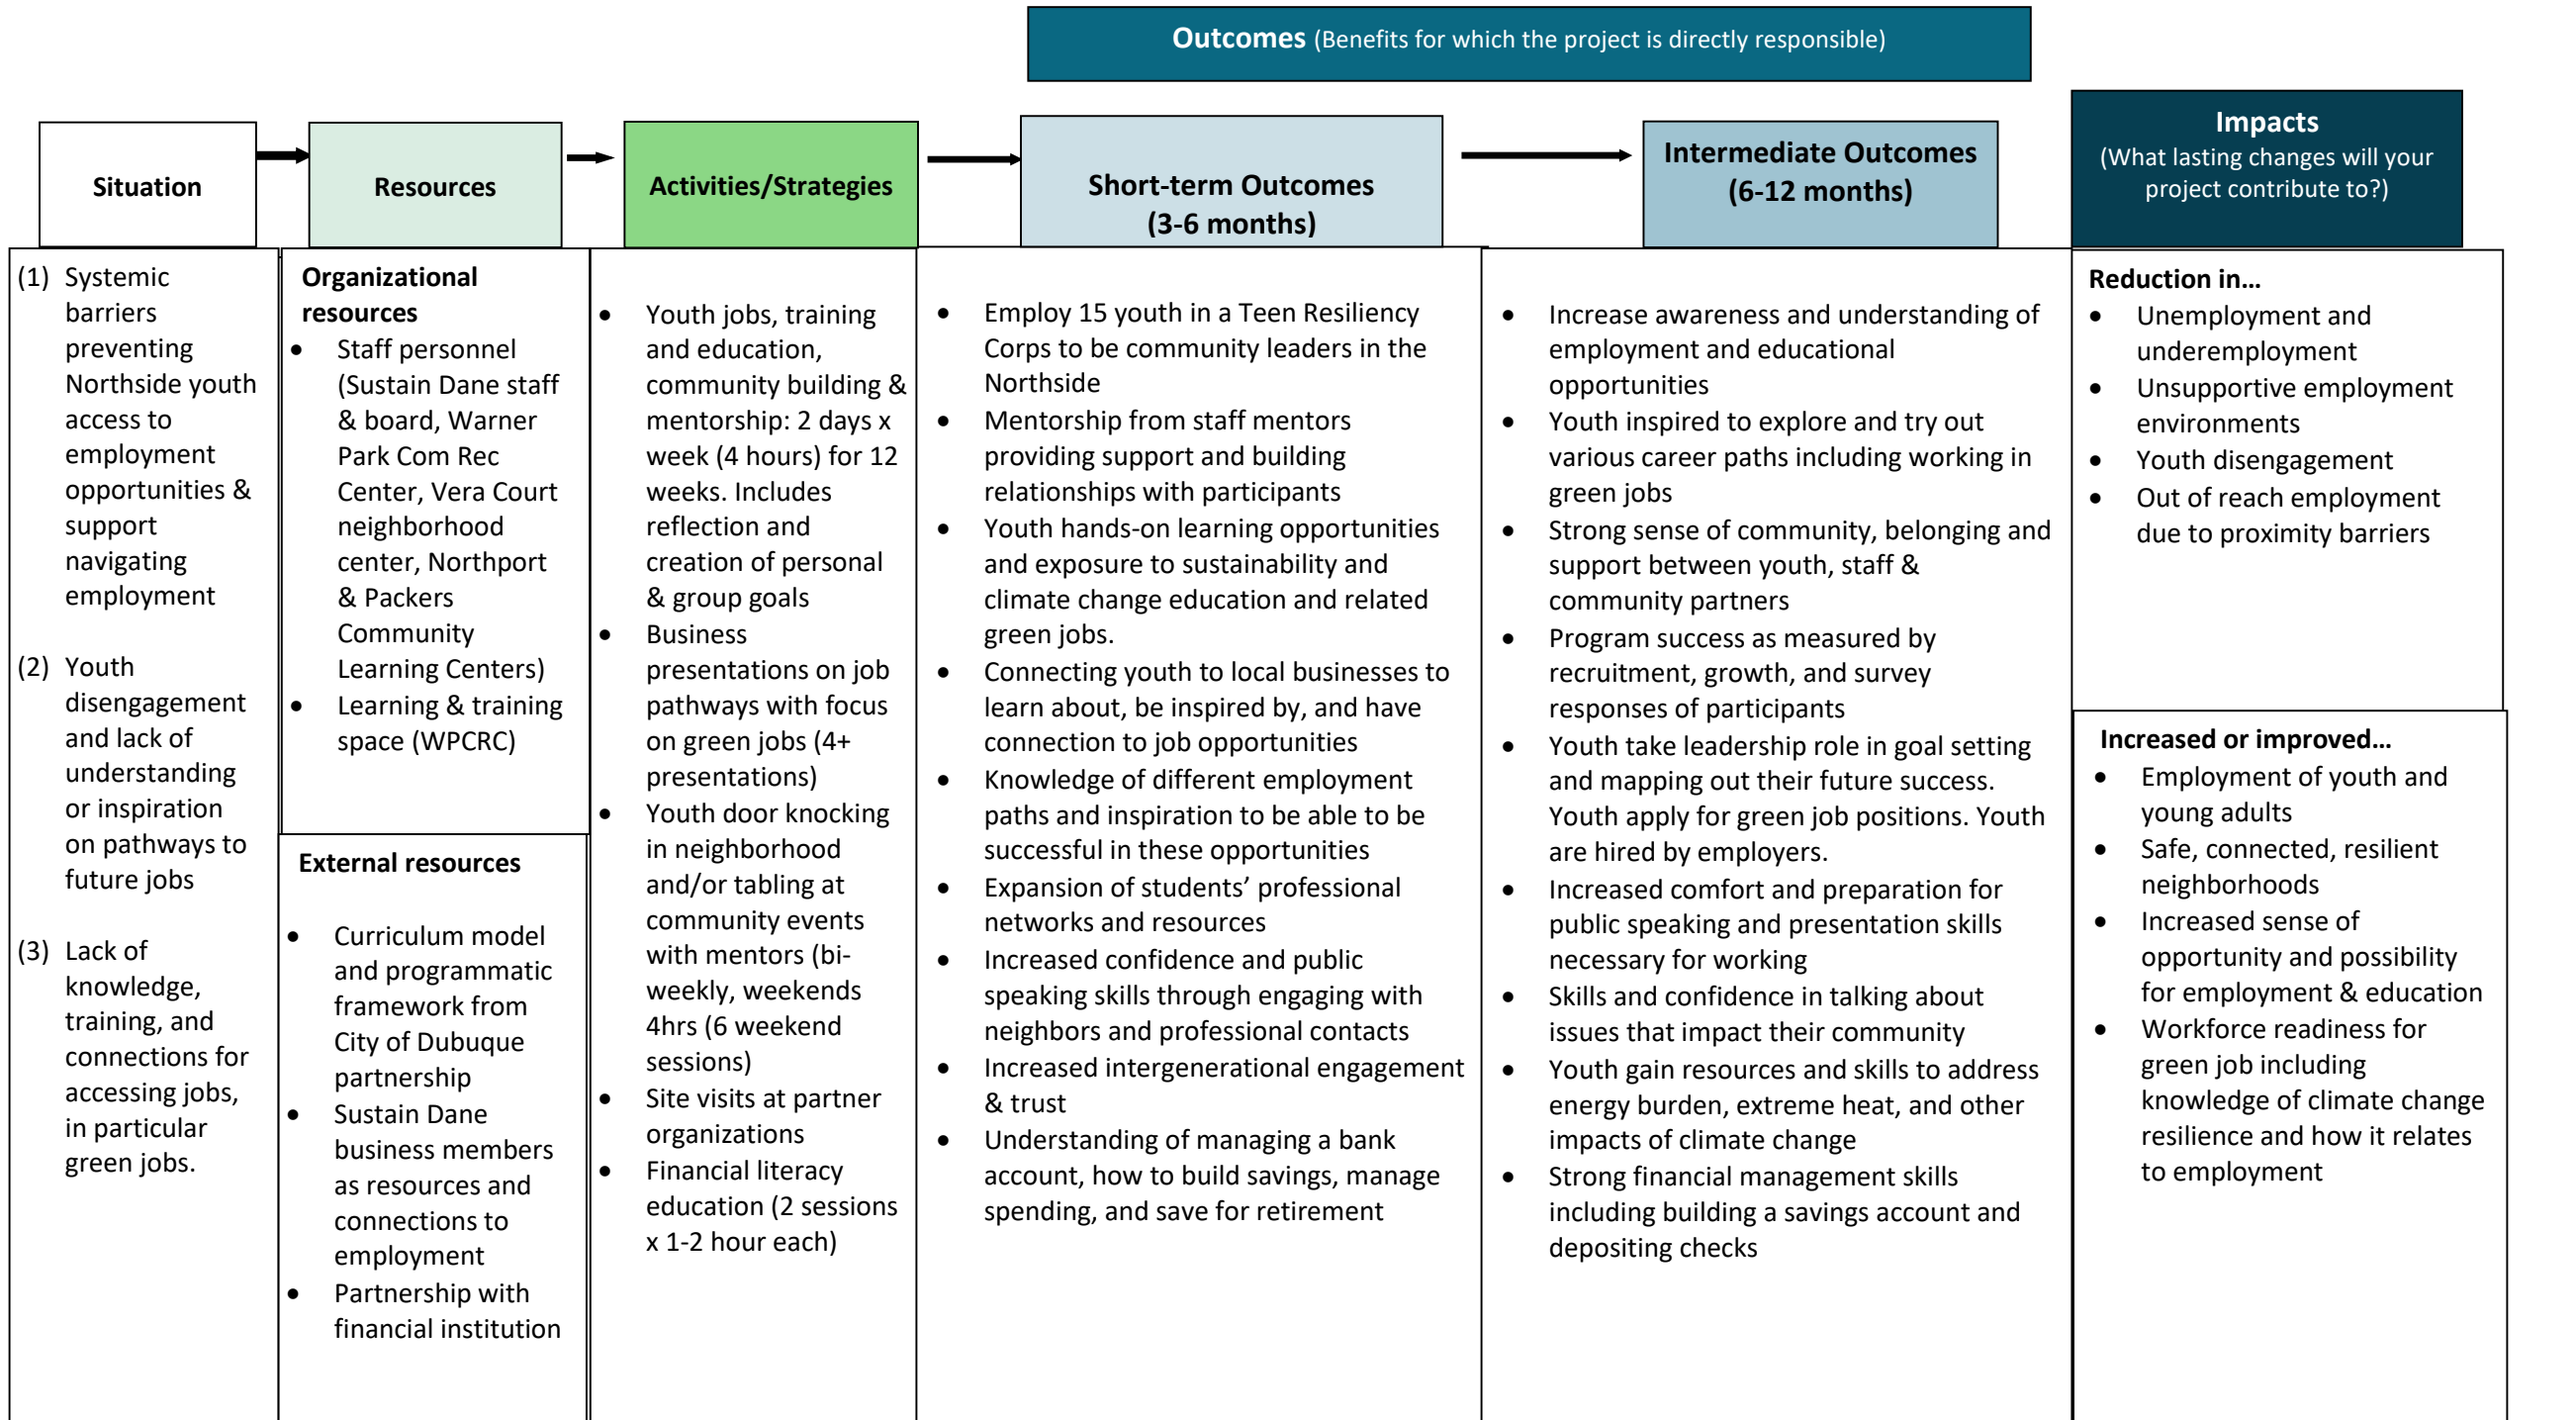 Outcomes (Benefits for which the project is directly responsible)
Situation
Resources
Activities/Strategies
Short-term Outcomes
(3-6 months)
Intermediate Outcomes
(6-12 months)
Impacts
(What lasting changes will your
project contribute to?)
(1) Systemic
barriers
preventing
Northside youth
access to
employment
opportunities &
support
navigating
employment
(2) Youth
disengagement
and lack of
understanding
or inspiration
on pathways to
future jobs
(3) Lack of
knowledge,
training, and
connections for
accessing jobs,
in particular
green jobs.
Organizational
resources
• Staff personnel
(Sustain Dane staff
& board, Warner
Park Com Rec
Center, Vera Court
neighborhood
center, Northport
& Packers
Community
Learning Centers)
• Learning & training
space (WPCRC)
External resources
• Curriculum model
and programmatic
framework from
City of Dubuque
partnership
• Sustain Dane
business members
as resources and
connections to
employment
• Partnership with
financial institution
• Youth jobs, training
and education,
community building &
mentorship: 2 days x
week (4 hours) for 12
weeks. Includes
reflection and
creation of personal
& group goals
• Business
presentations on job
pathways with focus
on green jobs (4+
presentations)
• Youth door knocking
in neighborhood
and/or tabling at
community events
with mentors (bi-
weekly, weekends
4hrs (6 weekend
sessions)
• Site visits at partner
organizations
• Financial literacy
education (2 sessions
x 1-2 hour each)
• Employ 15 youth in a Teen Resiliency
Corps to be community leaders in the
Northside
• Mentorship from staff mentors
providing support and building
relationships with participants
• Youth hands-on learning opportunities
and exposure to sustainability and
climate change education and related
green jobs.
• Connecting youth to local businesses to
learn about, be inspired by, and have
connection to job opportunities
• Knowledge of different employment
paths and inspiration to be able to be
successful in these opportunities
• Expansion of students’ professional
networks and resources
• Increased confidence and public
speaking skills through engaging with
neighbors and professional contacts
• Increased intergenerational engagement
& trust
• Understanding of managing a bank
account, how to build savings, manage
spending, and save for retirement
• Increase awareness and understanding of
employment and educational
opportunities
• Youth inspired to explore and try out
various career paths including working in
green jobs
• Strong sense of community, belonging and
support between youth, staff &
community partners
• Program success as measured by
recruitment, growth, and survey
responses of participants
• Youth take leadership role in goal setting
and mapping out their future success.
Youth apply for green job positions. Youth
are hired by employers.
• Increased comfort and preparation for
public speaking and presentation skills
necessary for working
• Skills and confidence in talking about
issues that impact their community
• Youth gain resources and skills to address
energy burden, extreme heat, and other
impacts of climate change
• Strong financial management skills
including building a savings account and
depositing checks
Reduction in…
• Unemployment and
underemployment
• Unsupportive employment
environments
• Youth disengagement
• Out of reach employment
due to proximity barriers
Increased or improved…
• Employment of youth and
young adults
• Safe, connected, resilient
neighborhoods
• Increased sense of
opportunity and possibility
for employment & education
• Workforce readiness for
green job including
knowledge of climate change
resilience and how it relates
to employment